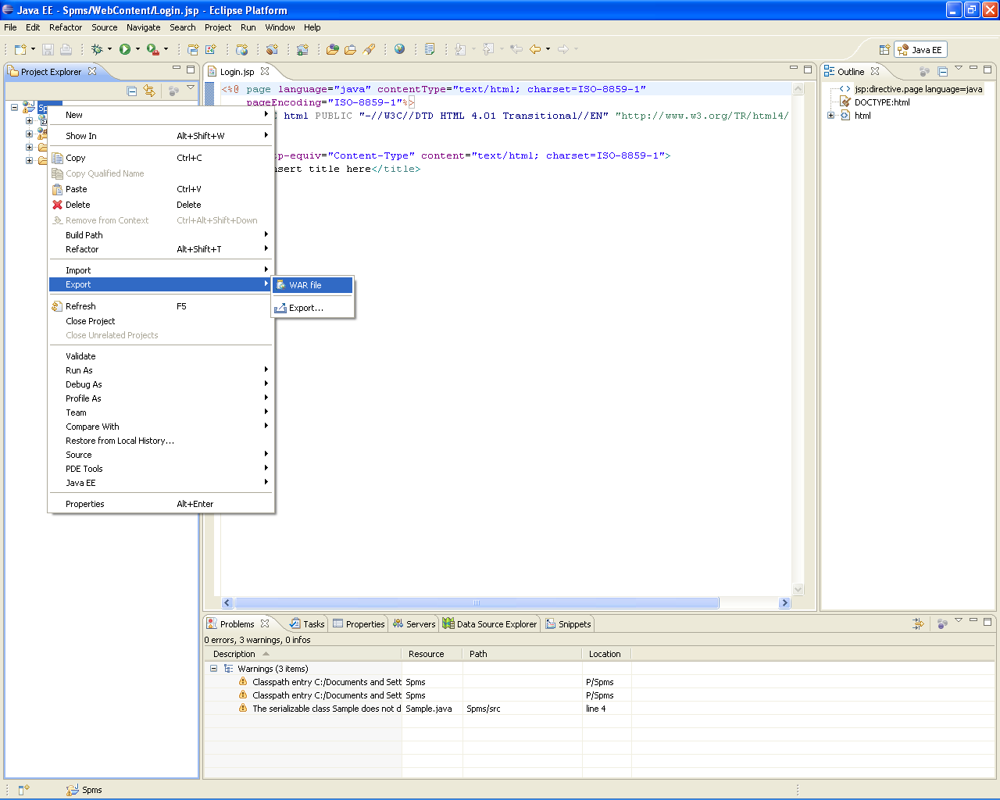 Java EE - Spms/WebContent/Login.jsp - Eclipse Platform
File Edit Refactor Source Navigate Search Project Run Window Help
Java EE
Project Explorer
Login.jsp
Outline
<%@ page language="java" contentType="text/html; charset=ISO-8859-1"
pageEncoding="ISO-8859-1"%>
C html PUBLIC "-//W3C//DTD HTML 4.01 Transitional//EN" "http://www.w3.org/TR/html4/
p-equiv="Content-Type" content="text/html; charset=ISO-8859-1">
nsert title here</title>
jsp:directive.page language=java
DOCTYPE:html
html
New
Show In Alt+Shift+W
Copy Ctrl+C
Copy Qualified Name
Paste Ctrl+V
Delete Delete
Remove from Context Ctrl+Alt+Shift+Down
Build Path
Refactor Alt+Shift+T
Import
Export
WAR file
Export...
Refresh F5
Close Project
Close Unrelated Projects
Validate
Run As
Debug As
Profile As
Team
Compare With
Restore from Local History...
Source
PDE Tools
Java EE
Properties Alt+Enter
Problems Tasks Properties Servers Data Source Explorer Snippets
0 errors, 3 warnings, 0 infos
Description Resource Path Location
Warnings (3 items)
Classpath entry C:/Documents and Sett Spms P/Spms
Classpath entry C:/Documents and Sett Spms P/Spms
The serializable class Sample does not d Sample.java Spms/src line 4
Spms